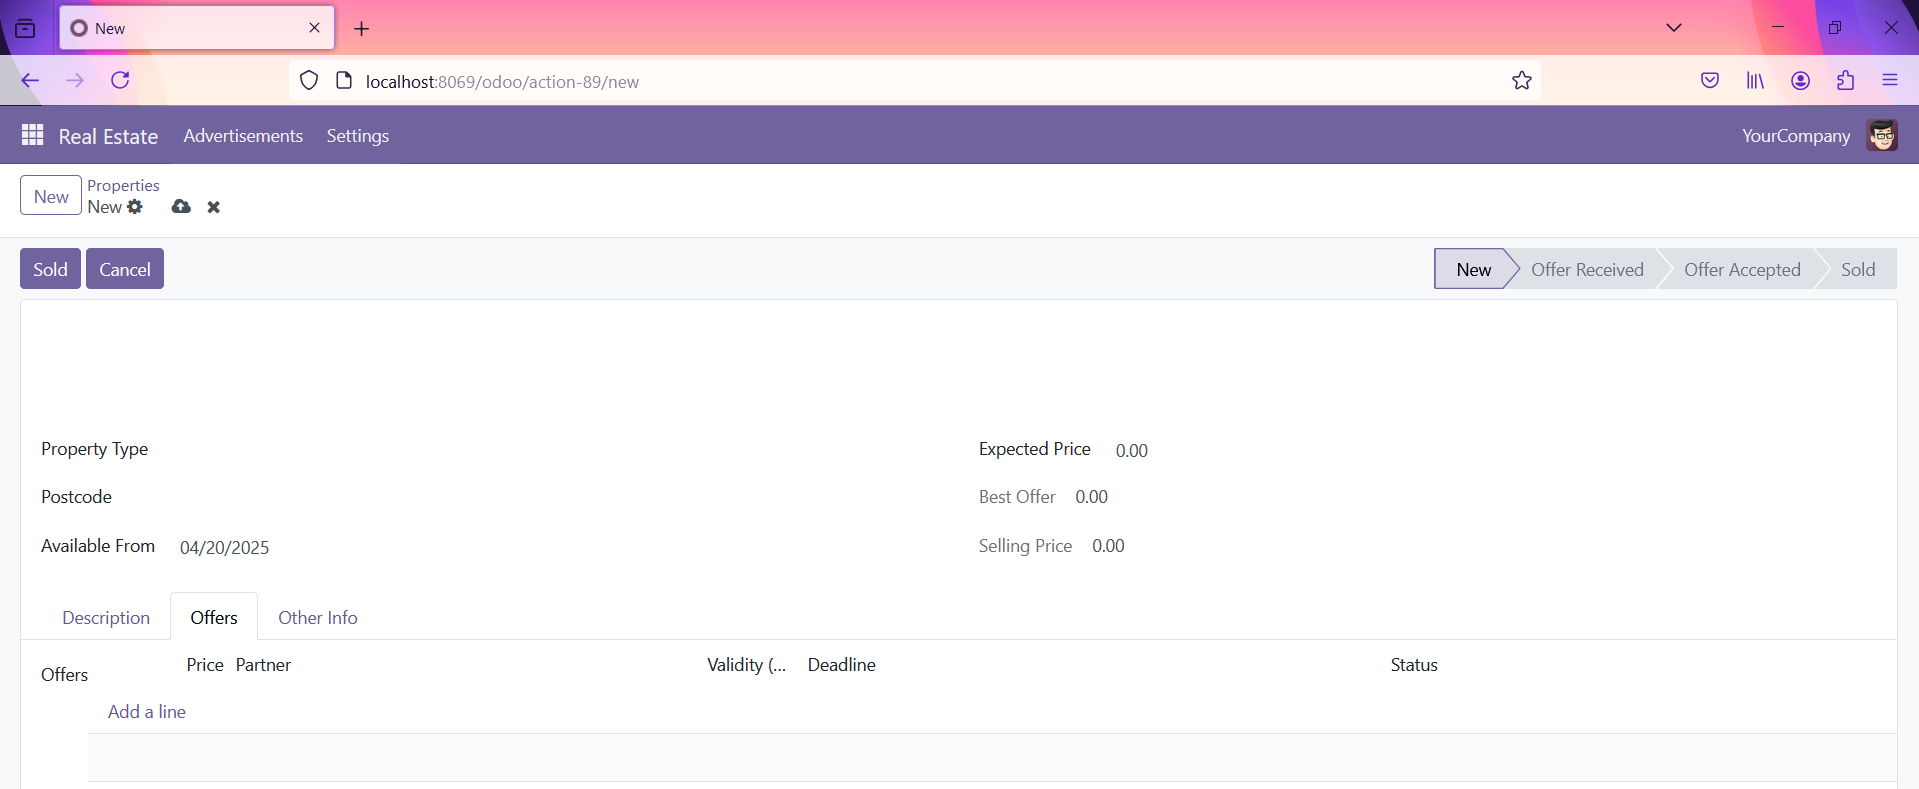 New
localhost:8069/odoo/action-89/new
Real Estate Advertisements Settings YourCompany
New Properties
New
Sold Cancel New Offer Received Offer Accepted Sold
Property Type Expected Price 0.00
Postcode Best Offer 0.00
Available From 04/20/2025 Selling Price 0.00
Description Offers Other Info
Offers Price Partner Validity (... Deadline Status
Add a line